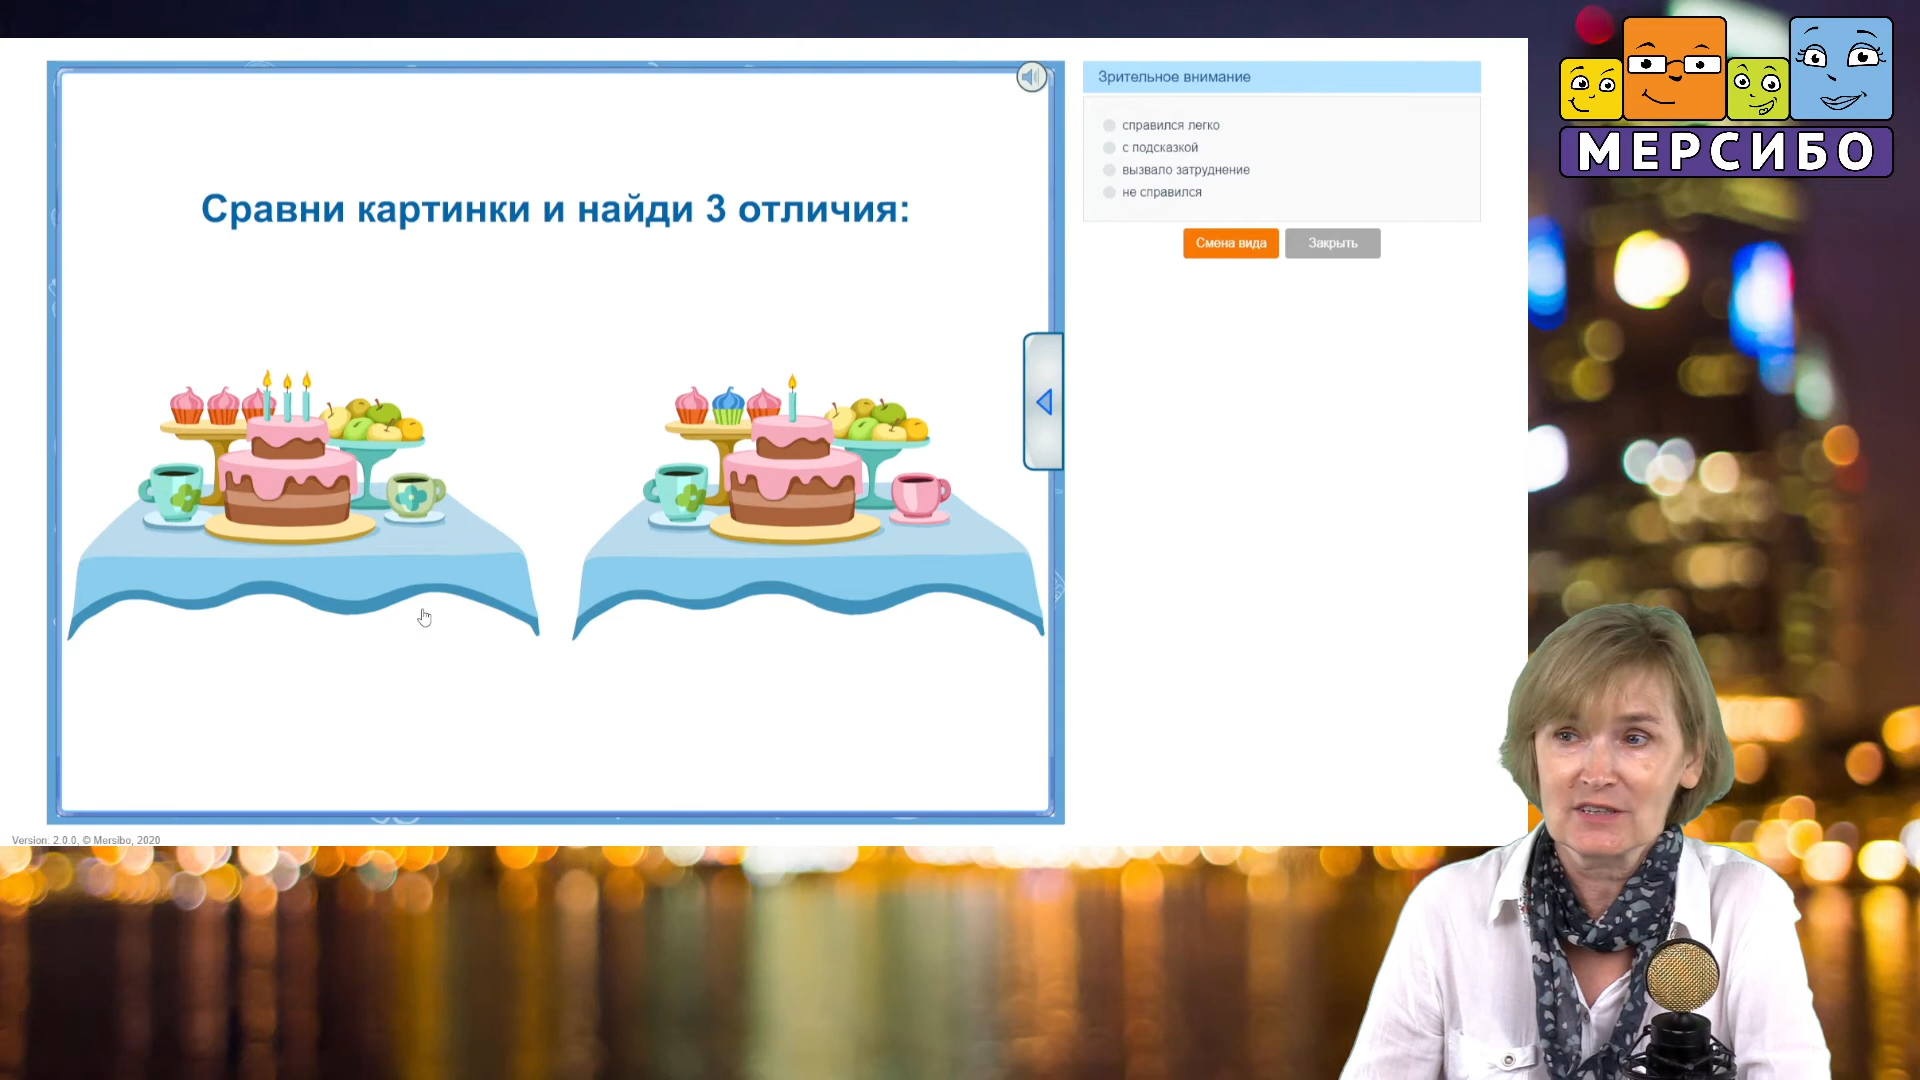 Сравни картинки и найди 3 отличия:
Зрительное внимание
справился легко
с подсказкой
вызвало затруднение
не справился
Смена вида
Закрыть
МЕРСИБО
Version: 2.0.0, © Mersibo, 2020